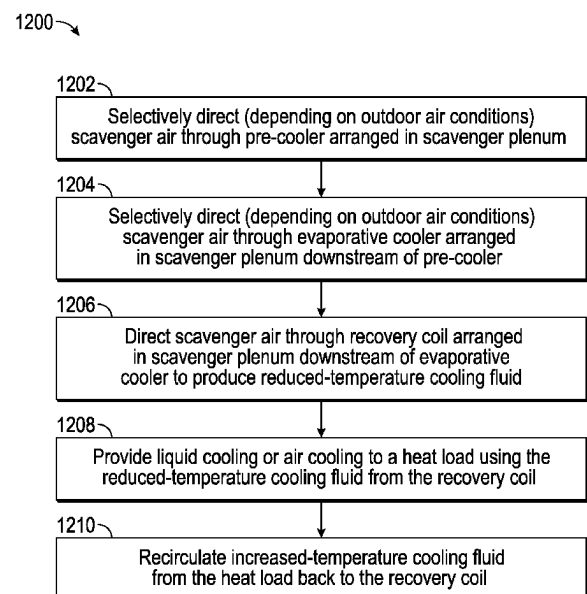 1200
1202
Selectively direct (depending on outdoor air conditions)
scavenger air through pre-cooler arranged in scavenger plenum
1204
Selectively direct (depending on outdoor air conditions)
scavenger air through evaporative cooler arranged
in scavenger plenum downstream of pre-cooler
1206
Direct scavenger air through recovery coil arranged
in scavenger plenum downstream of evaporative
cooler to produce reduced-temperature cooling fluid
1208
Provide liquid cooling or air cooling to a heat load using the
reduced-temperature cooling fluid from the recovery coil
1210
Recirculate increased-temperature cooling fluid
from the heat load back to the recovery coil